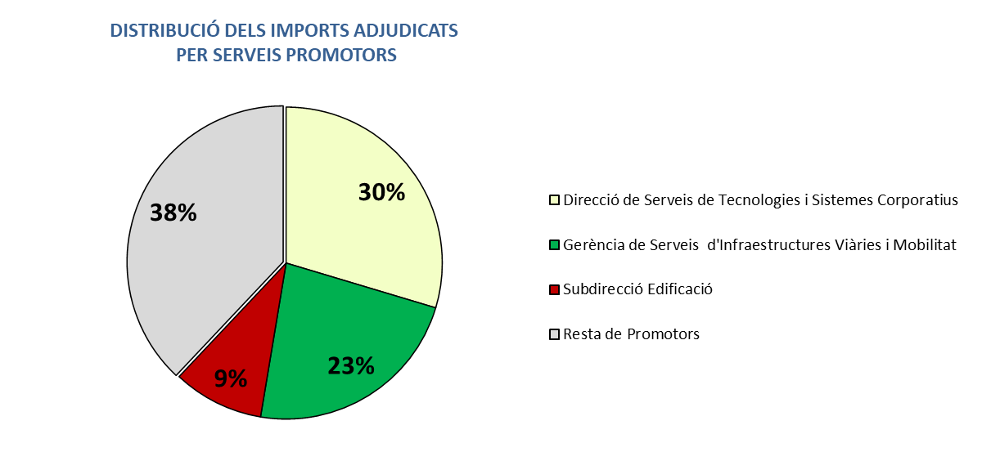 DISTRIBUCIÓ DELS IMPORTS ADJUDICATS
PER SERVEIS PROMOTORS
30%
38%
23%
9%
Direcció de Serveis de Tecnologies i Sistemes Corporatius
Gerència de Serveis  d'Infraestructures Viàries i Mobilitat
Subdirecció Edificació
Resta de Promotors